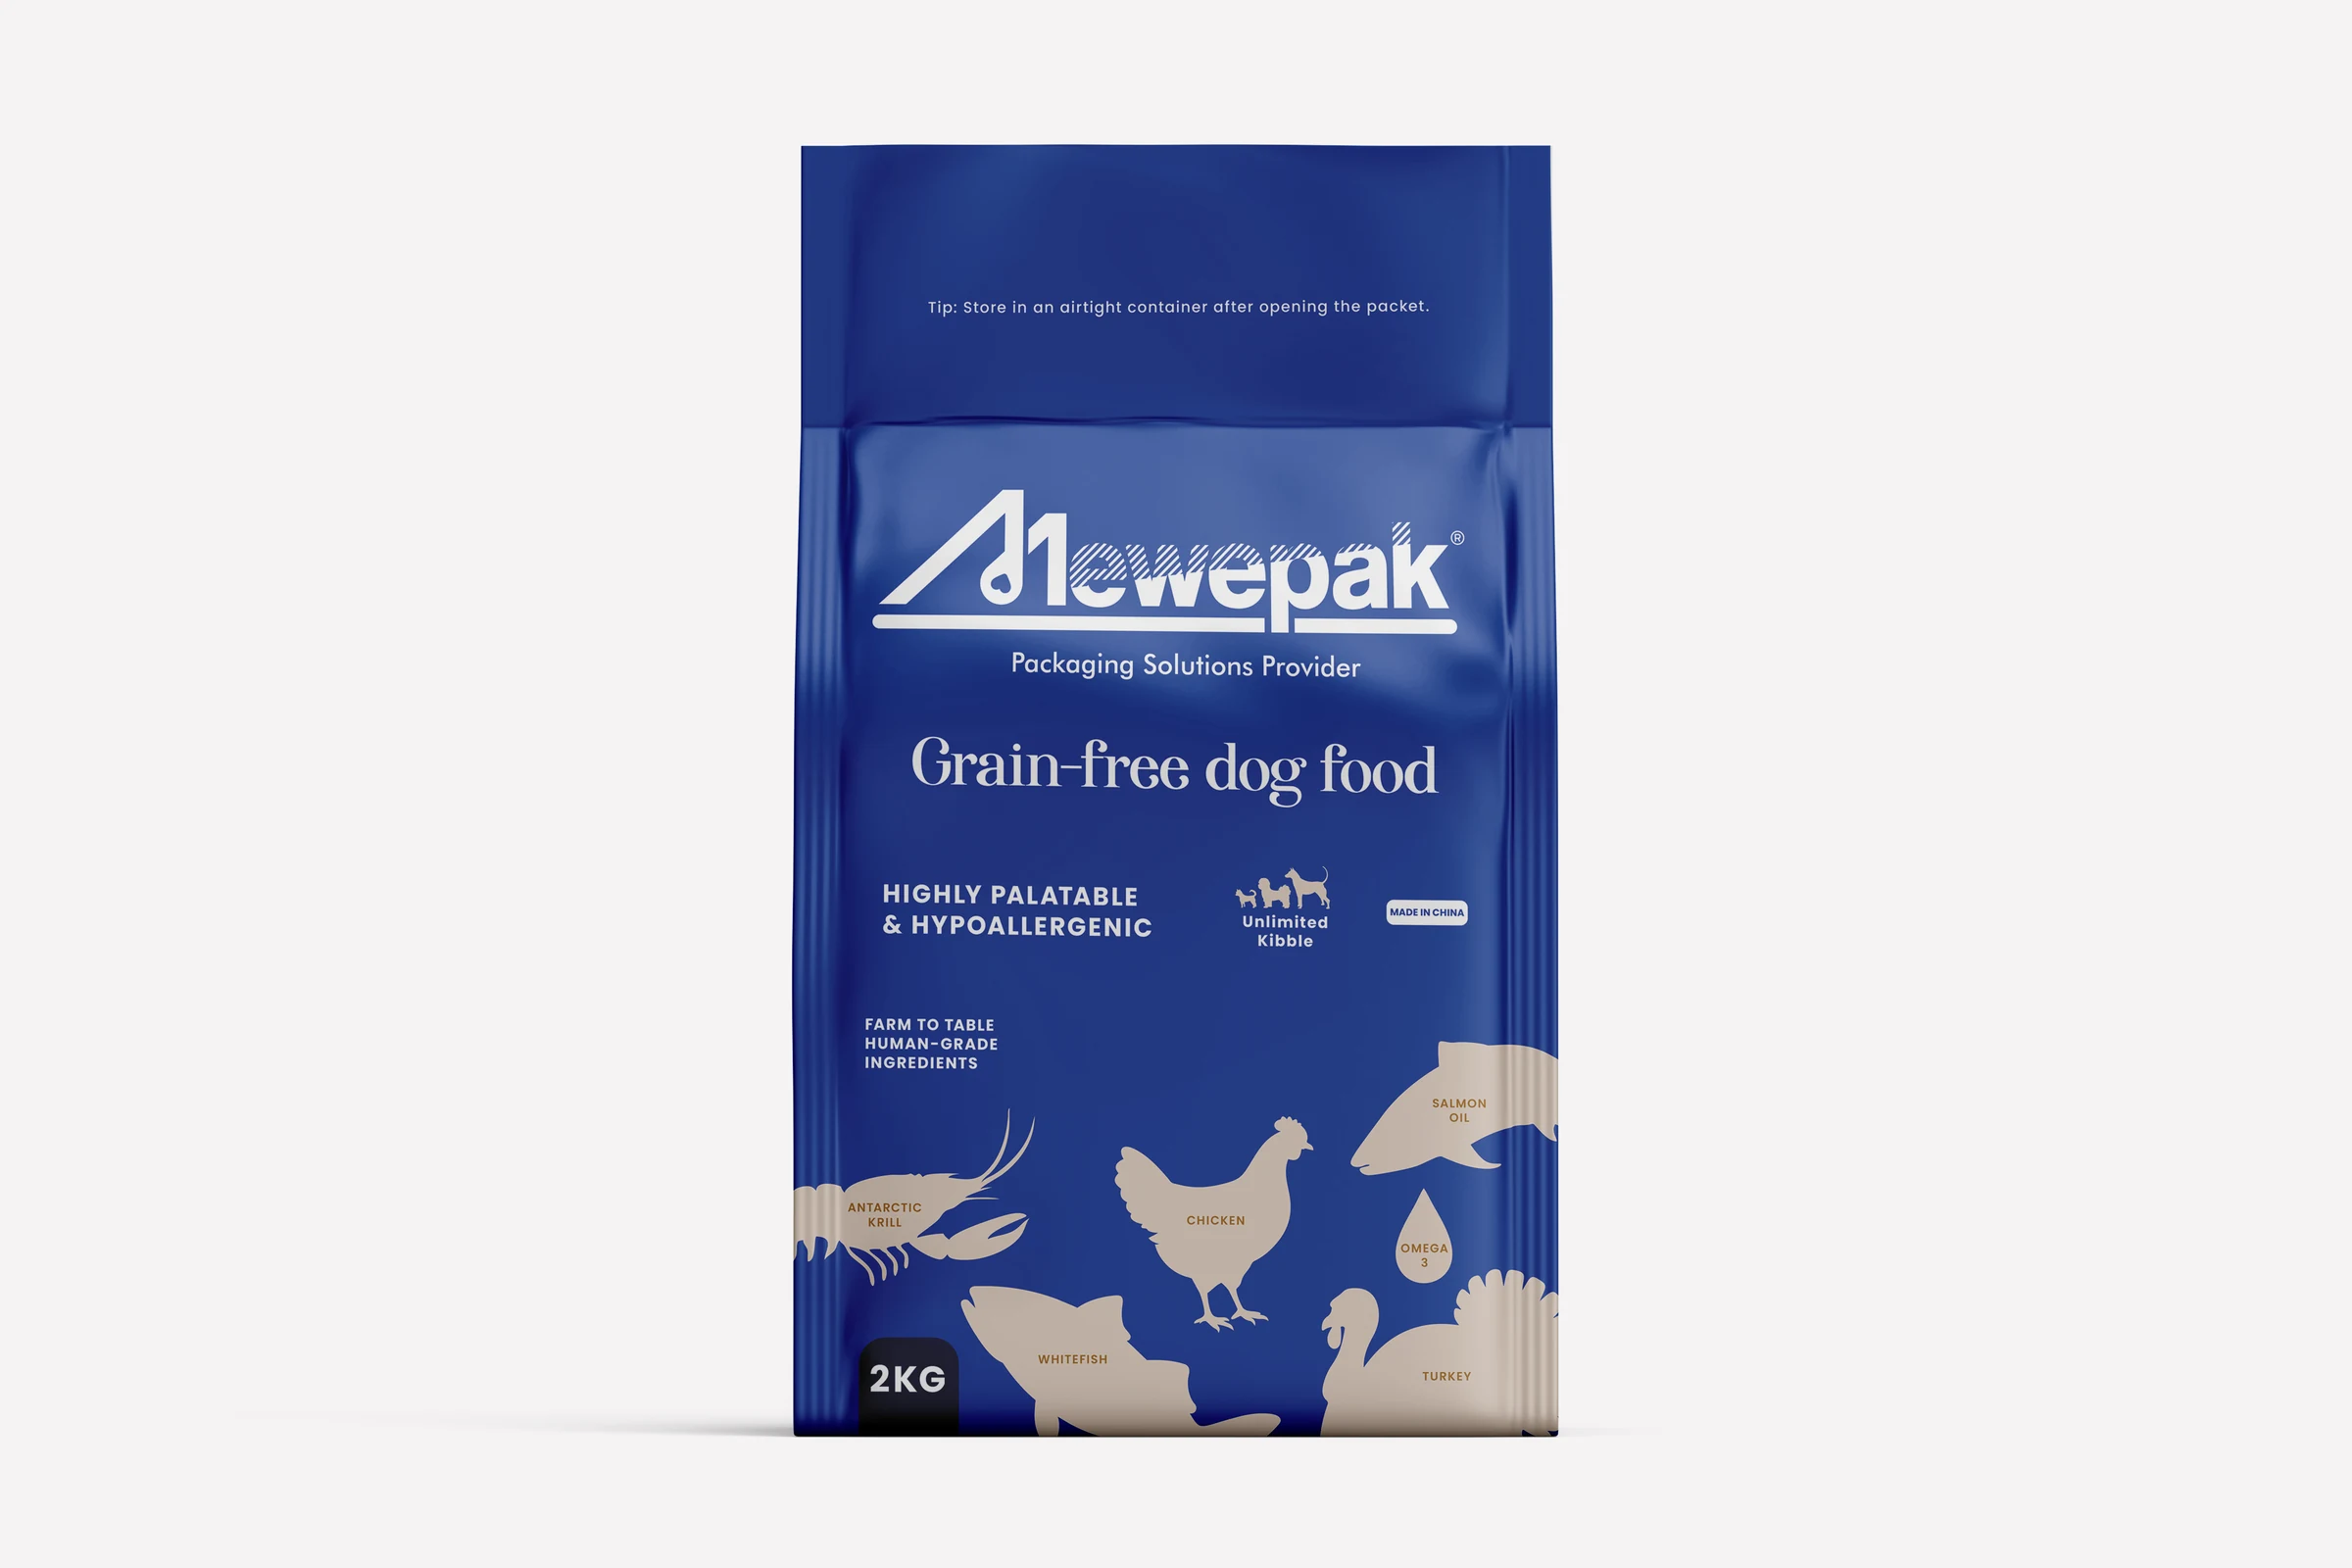 Tip: Store in an airtight container after opening the packet.
Mewepak®
Packaging Solutions Provider
Grain-free dog food
HIGHLY PALATABLE
& HYPOALLERGENIC
Unlimited
Kibble
MADE IN CHINA
FARM TO TABLE
HUMAN-GRADE
INGREDIENTS
SALMON
OIL
ANTARCTIC
KRILL
CHICKEN
OMEGA
3
WHITEFISH
TURKEY
2KG